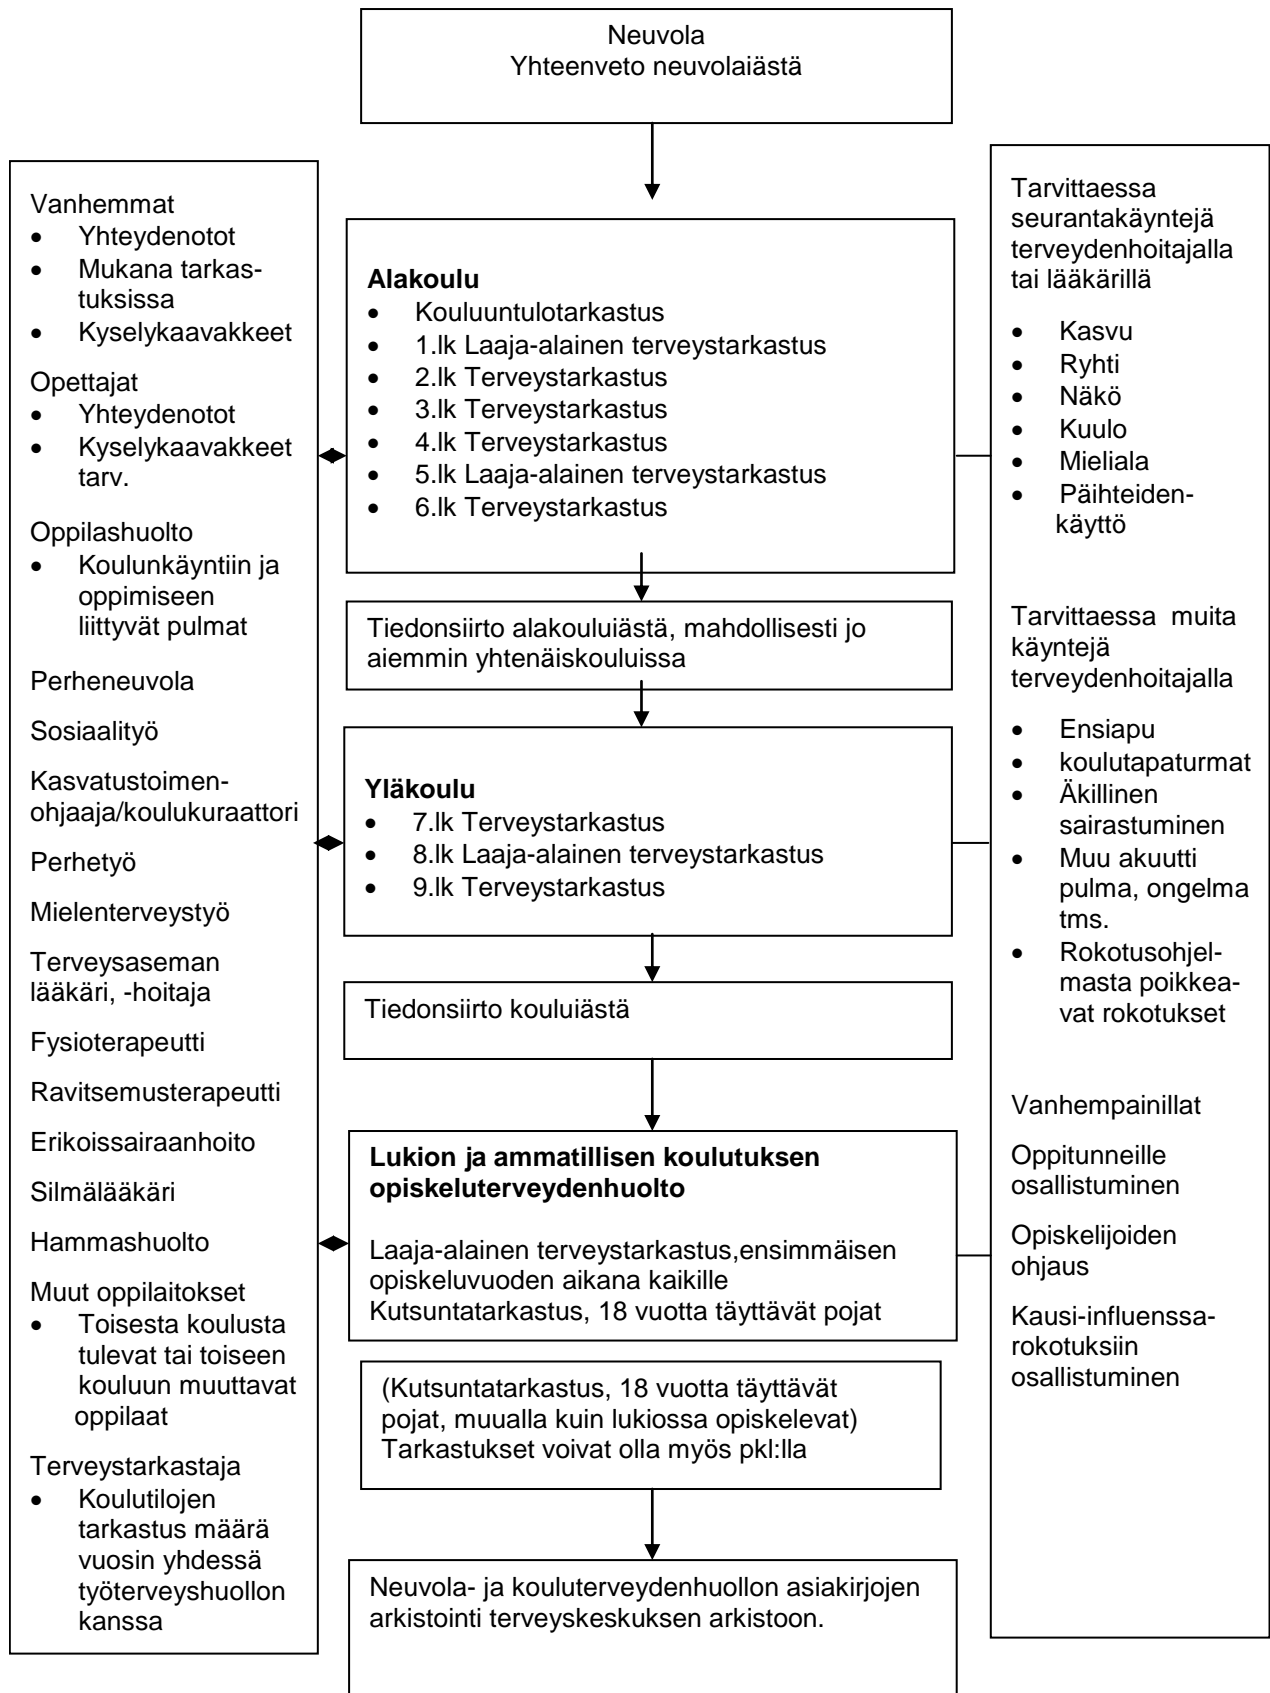 Neuvola
Yhteenveto neuvolaiästä
Vanhemmat
• Yhteydenotot
• Mukana tarkas-
tuksissa
• Kyselykaavakkeet
Opettajat
• Yhteydenotot
• Kyselykaavakkeet
tarv.
Oppilashuolto
• Koulunkäyntiin ja
oppimiseen
liittyvät pulmat
Perheneuvola
Sosiaalityö
Kasvatustoimen-
ohjaaja/koulukuraattori
Perhetyö
Mielenterveystyö
Terveysaseman
lääkäri, -hoitaja
Fysioterapeutti
Ravitsemusterapeutti
Erikoissairaanhoito
Silmälääkäri
Hammashuolto
Muut oppilaitokset
• Toisesta koulusta
tulevat tai toiseen
kouluun muuttavat
oppilaat
Terveystarkastaja
• Koulutilojen
tarkastus määrä
vuosin yhdessä
työterveyshuollon
kanssa
Alakoulu
• Kouluuntulotarkastus
• 1.lk Laaja-alainen terveystarkastus
• 2.lk Terveystarkastus
• 3.lk Terveystarkastus
• 4.lk Terveystarkastus
• 5.lk Laaja-alainen terveystarkastus
• 6.lk Terveystarkastus
Tiedonsiirto alakouluiästä, mahdollisesti jo
aiemmin yhtenäiskouluissa
Yläkoulu
• 7.lk Terveystarkastus
• 8.lk Laaja-alainen terveystarkastus
• 9.lk Terveystarkastus
Tiedonsiirto kouluiästä
Lukion ja ammatillisen koulutuksen
opiskeluterveydenhuolto
Laaja-alainen terveystarkastus,ensimmäisen
opiskeluvuoden aikana kaikille
Kutsuntatarkastus, 18 vuotta täyttävät pojat
(Kutsuntatarkastus, 18 vuotta täyttävät
pojat, muualla kuin lukiossa opiskelevat)
Tarkastukset voivat olla myös pkl:lla
Neuvola- ja kouluterveydenhuollon asiakirjojen
arkistointi terveyskeskuksen arkistoon.
Tarvittaessa
seurantakäyntejä
terveydenhoitajalla
tai lääkärillä
• Kasvu
• Ryhti
• Näkö
• Kuulo
• Mieliala
• Päihteiden-
käyttö
Tarvittaessa muita
käyntejä
terveydenhoitajalla
• Ensiapu
• koulutapaturmat
• Äkillinen
sairastuminen
• Muu akuutti
pulma, ongelma
tms.
• Rokotusohjel-
masta poikkea-
vat rokotukset
Vanhempainillat
Oppitunneille
osallistuminen
Opiskelijoiden
ohjaus
Kausi-influenssa-
rokotuksiin
osallistuminen